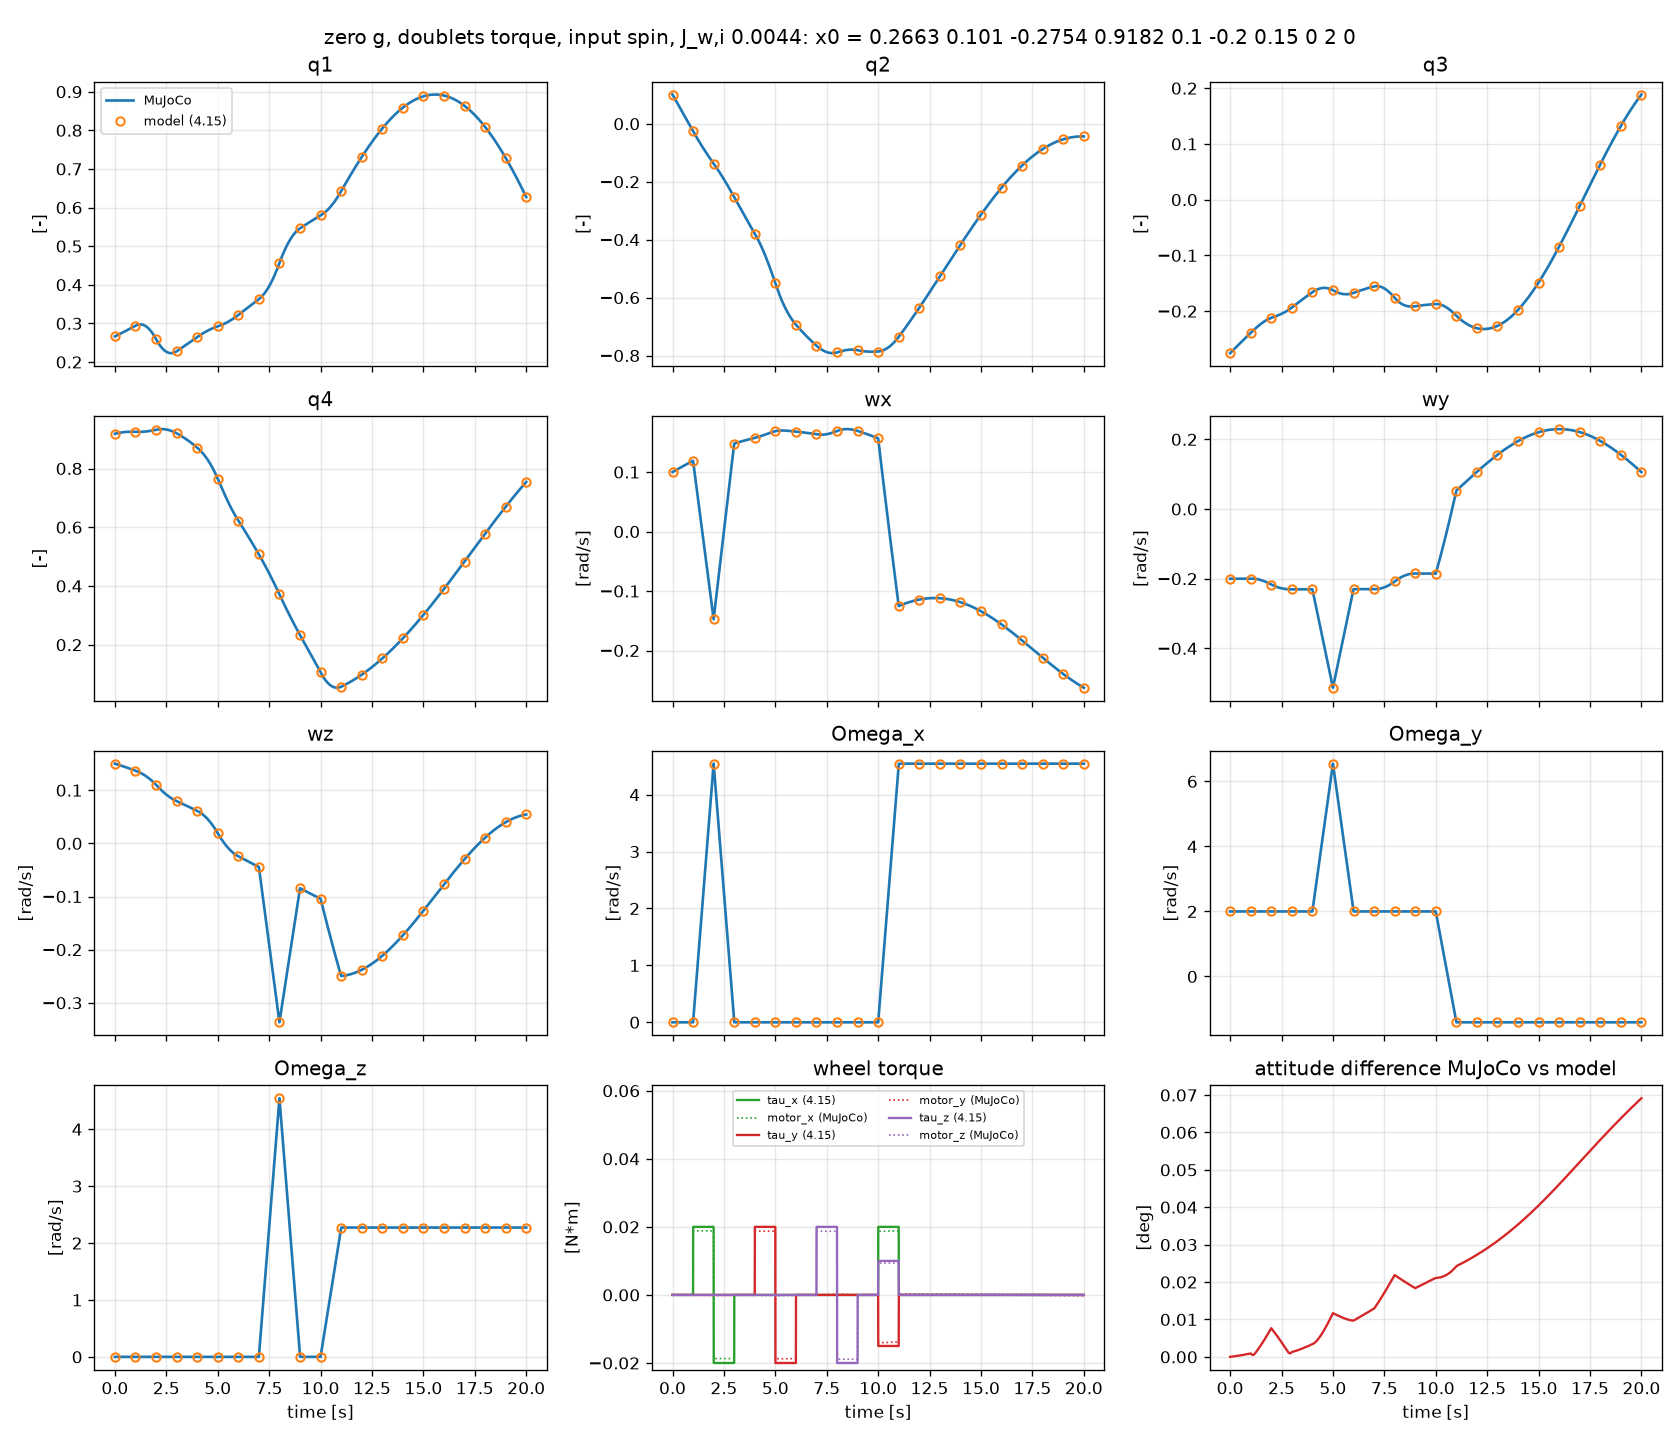 zero g, doublets torque, input spin, J_w,i 0.0044: x0 = 0.2663 0.101 -0.2754 0.9182 0.1 -0.2 0.15 0 2 0
q1
q2
q3
MuJoCo
model (4.15)
0.9
0.8
0.7
0.6
0.5
0.4
0.3
0.2
[-]
0.0
−0.2
−0.4
−0.6
−0.8
[-]
0.2
0.1
0.0
−0.1
−0.2
[-]
q4
wx
wy
0.8
0.6
0.4
0.2
[-]
0.1
0.0
−0.1
−0.2
[rad/s]
0.2
0.0
−0.2
−0.4
[rad/s]
wz
Omega_x
Omega_y
0.1
0.0
−0.1
−0.2
−0.3
[rad/s]
4
3
2
1
0
[rad/s]
6
4
2
0
[rad/s]
Omega_z
wheel torque
attitude difference MuJoCo vs model
4
3
2
1
0
[rad/s]
0.0 2.5 5.0 7.5 10.0 12.5 15.0 17.5 20.0
time [s]
tau_x (4.15)
motor_x (MuJoCo)
tau_y (4.15)
motor_y (MuJoCo)
tau_z (4.15)
motor_z (MuJoCo)
0.06
0.04
0.02
0.00
−0.02
[N*m]
0.0 2.5 5.0 7.5 10.0 12.5 15.0 17.5 20.0
time [s]
0.07
0.06
0.05
0.04
0.03
0.02
0.01
0.00
[deg]
0.0 2.5 5.0 7.5 10.0 12.5 15.0 17.5 20.0
time [s]